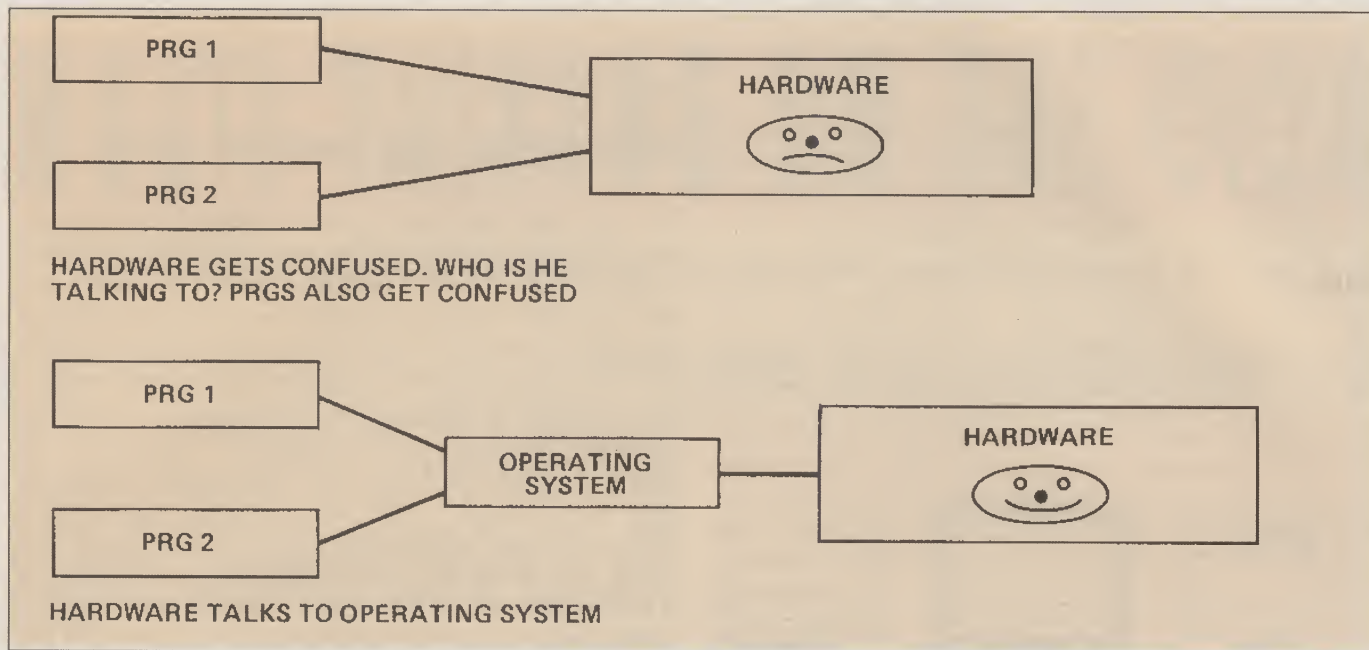 PRG 1
HARDWARE
PRG 2
HARDWARE GETS CONFUSED. WHO IS HE
TALKING TO? PRGS ALSO GET CONFUSED
PRG 1
OPERATING
SYSTEM
HARDWARE
PRG 2
HARDWARE TALKS TO OPERATING SYSTEM